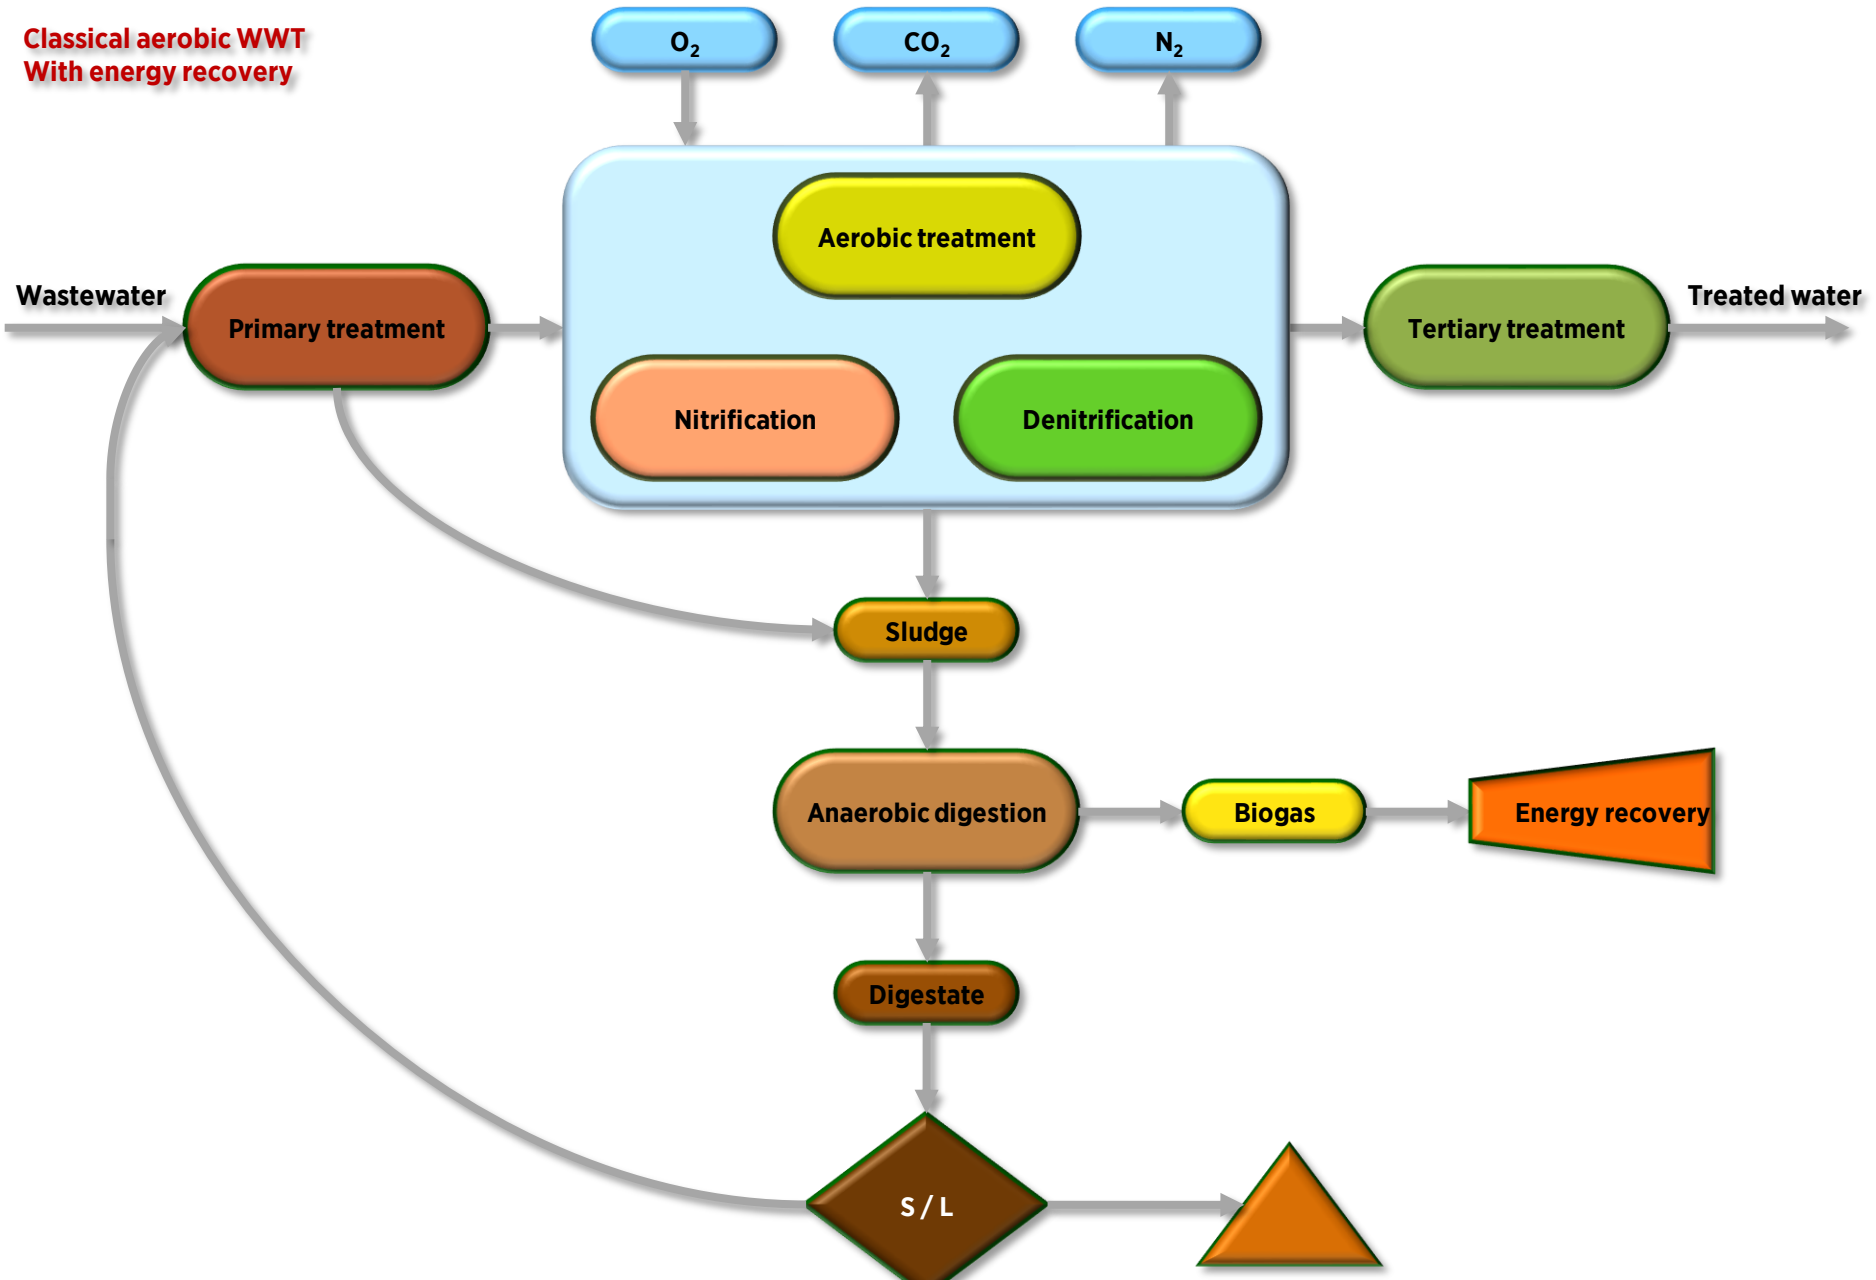 Classical aerobic WWT
With energy recovery
O₂
CO₂
N₂
Aerobic treatment
Wastewater
Primary treatment
Tertiary treatment
Treated water
Nitrification
Denitrification
Sludge
Anaerobic digestion
Biogas
Energy recovery
Digestate
S / L